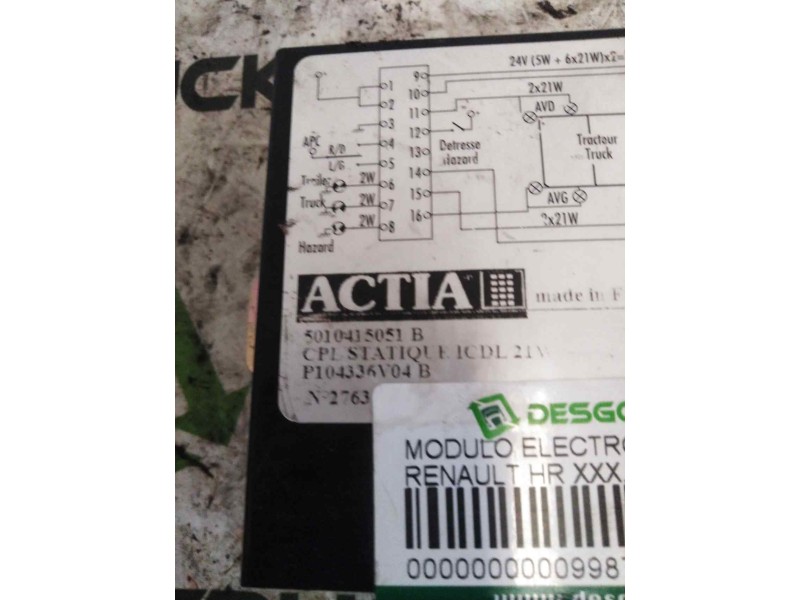 UCK
24V (5W + 6x21W)x
1 9
2 10
3 11 2x21W
AVD
APC R/D 4 12 Detresse Hazard
Tracteur
Truck
L/G 5 13
Trailer 2W 6 14
Truck 2W 7 15 AVG
2W 8 16 2x21W
Hazard
ACTIA made in F
5010415051 B
CPL STATIQUE ICDL 21
P104336V04 B
N-2763
DESGO
MODULO ELECTRO
RENAULT HR XXX
00000000000998